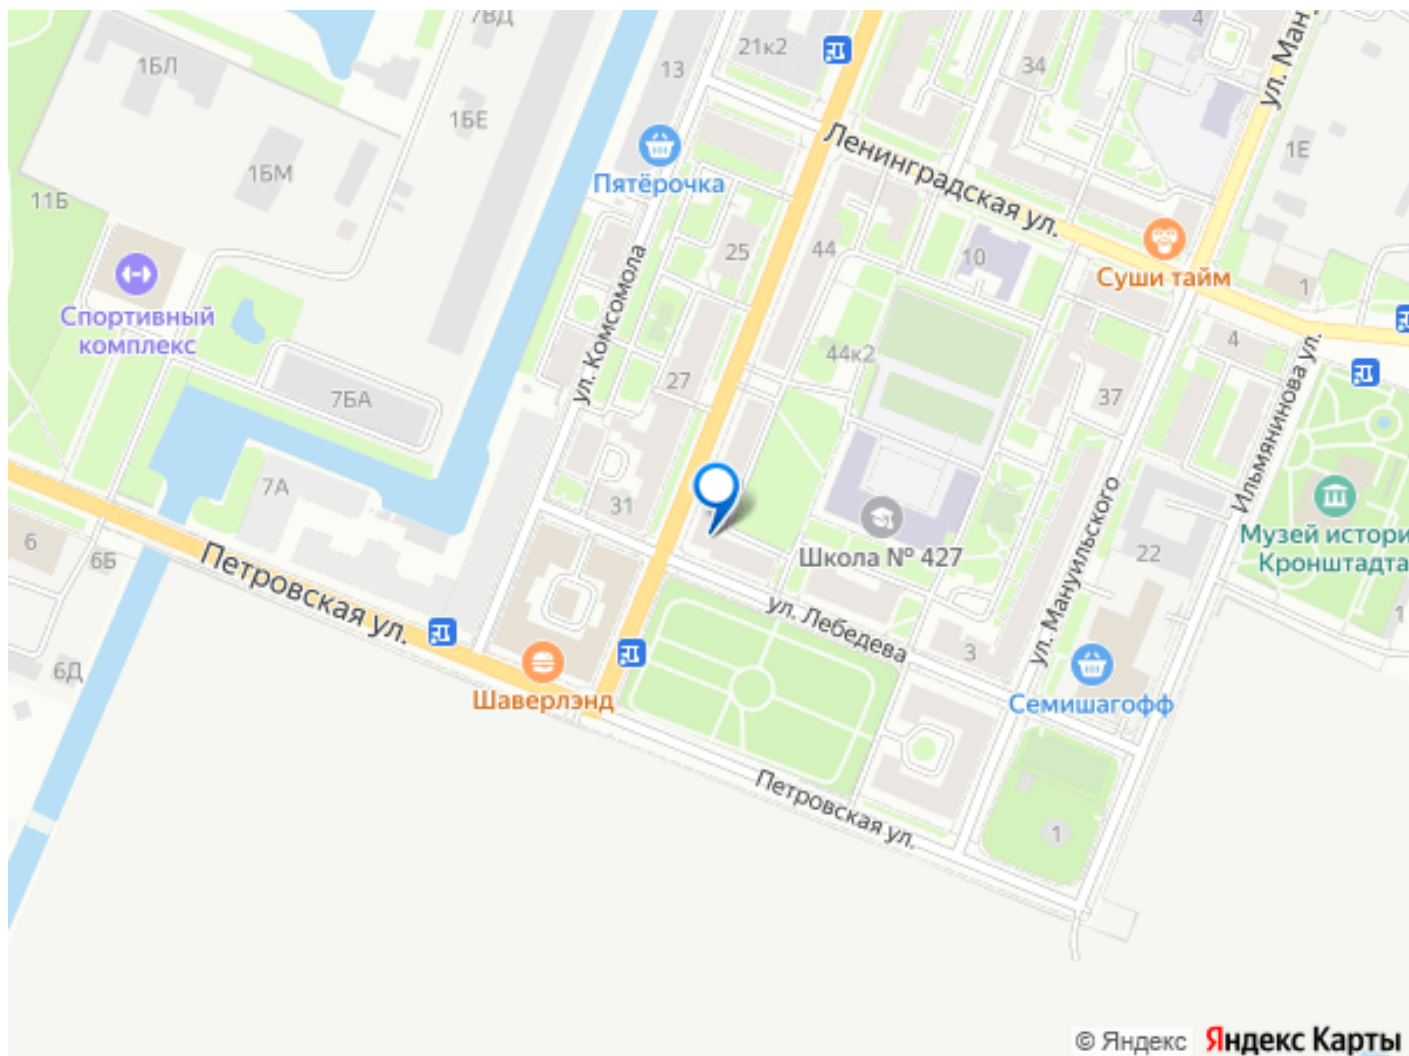 7ВД
4
21к2
ул. Ману
1БЛ
13
34
1БЕ
Ленинградская ул.
1Е
1БМ
Пятёрочка
11Б
44
25
10
Суши тайм
1
Спортивный
комплекс
ул. Комсомола
44к2
4
Ильмянинова ул.
27
37
7БА
7А
31
Школа № 427
ул. Мануильского
22
Музей истори
Кронштадта
6
6Б
Петровская ул.
ул. Лебедева
1
3
6Д
Шаверлэнд
Семишагофф
Петровская ул.
1
© Яндекс Яндекс Карты